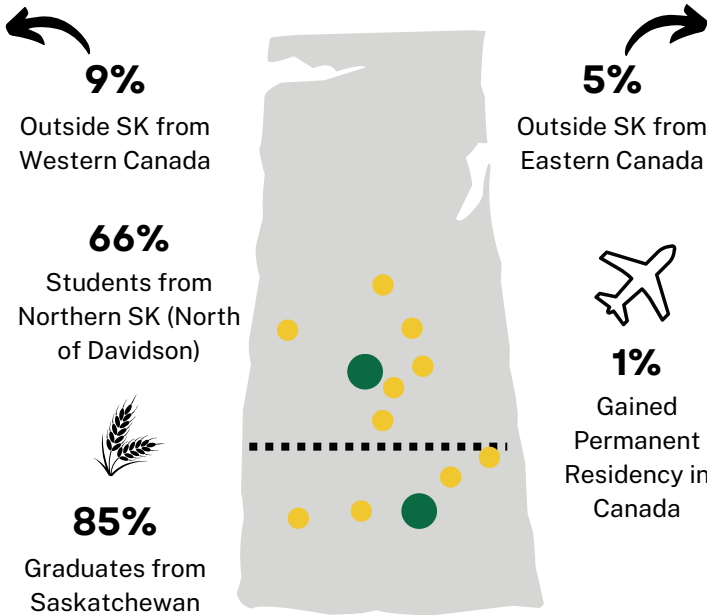 9%
Outside SK from
Western Canada
5%
Outside SK from
Eastern Canada
66%
Students from
Northern SK (North
of Davidson)
1%
Gained
Permanent
Residency in
Canada
85%
Graduates from
Saskatchewan